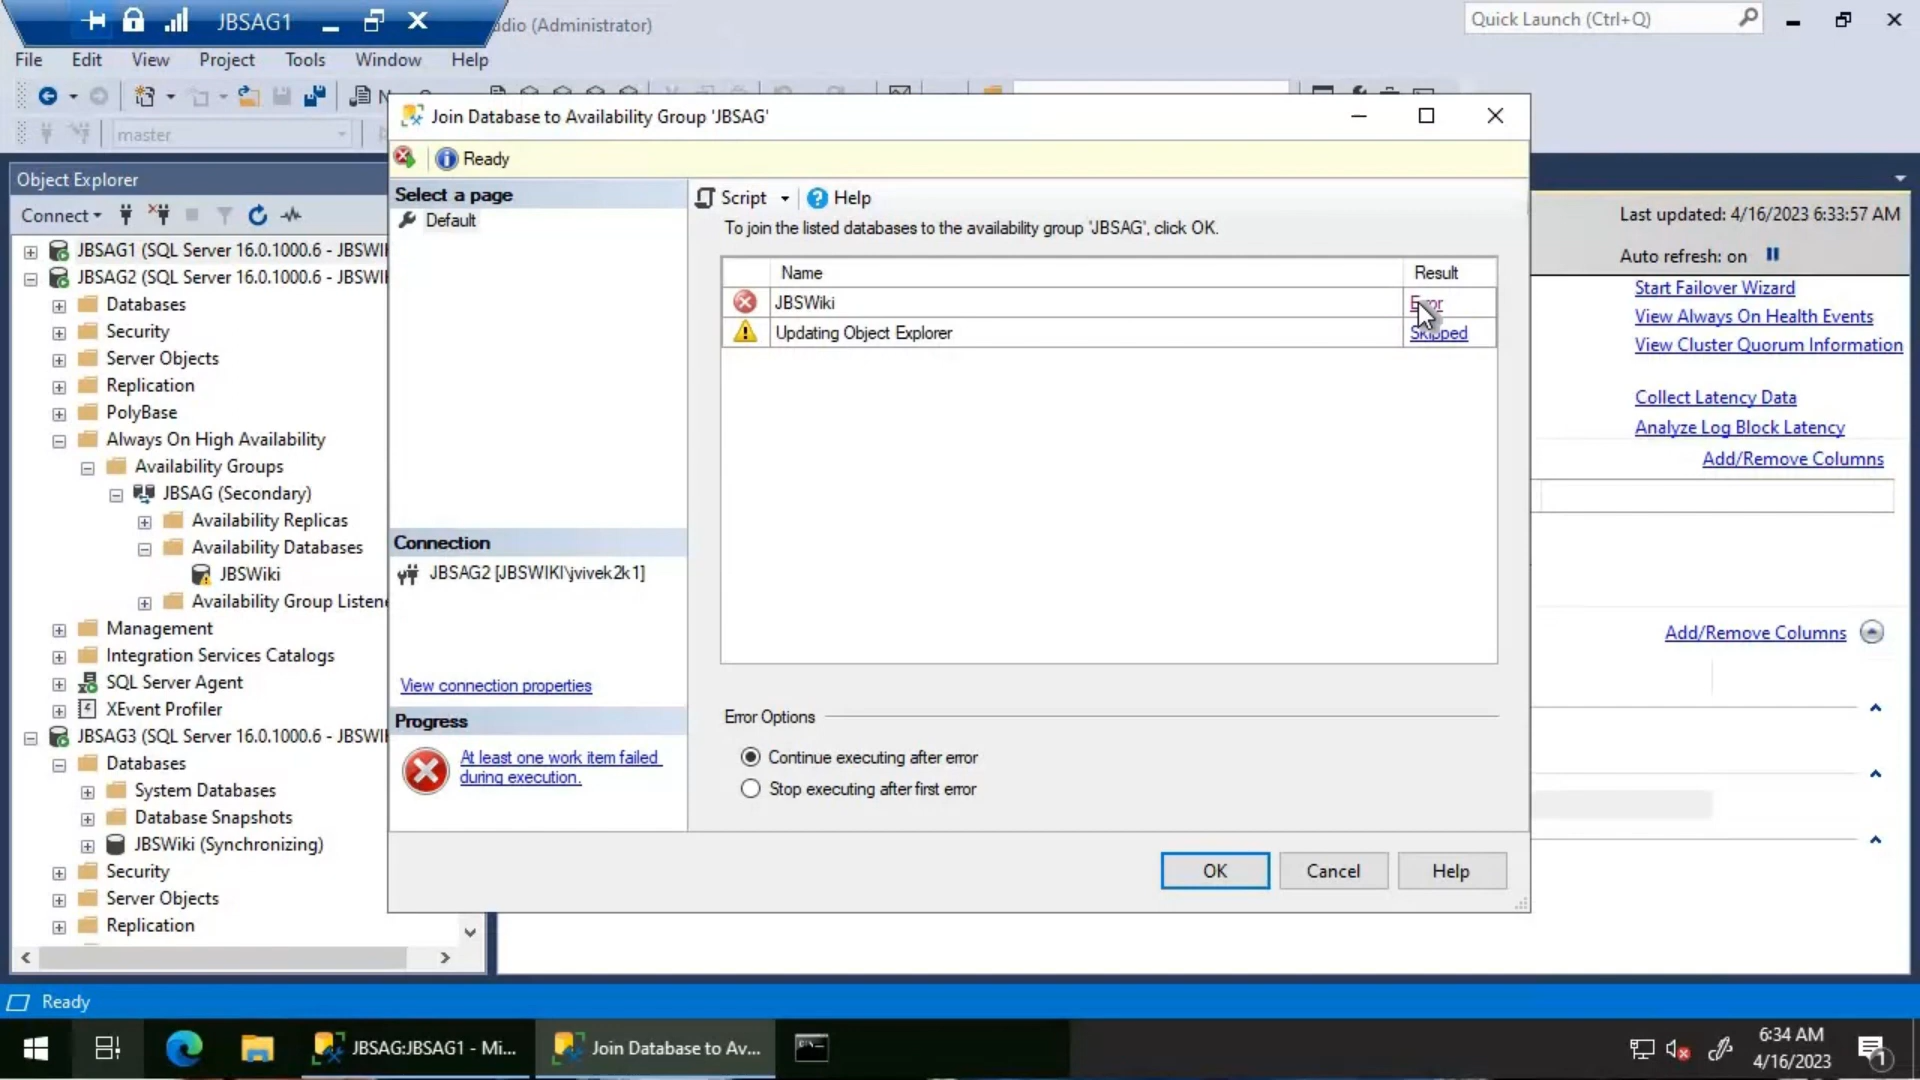 JBSAG1
dio (Administrator)
Quick Launch (Ctrl+Q)
File Edit View Project Tools Window Help
master
Join Database to Availability Group 'JBSAG'
Ready
Object Explorer
Connect
JBSAG1 (SQL Server 16.0.1000.6 - JBSWI
JBSAG2 (SQL Server 16.0.1000.6 - JBSWI
Databases
Security
Server Objects
Replication
PolyBase
Always On High Availability
Availability Groups
JBSAG (Secondary)
Availability Replicas
Availability Databases
JBSWiki
Availability Group Listene
Management
Integration Services Catalogs
SQL Server Agent
XEvent Profiler
JBSAG3 (SQL Server 16.0.1000.6 - JBSWI
Databases
System Databases
Database Snapshots
JBSWiki (Synchronizing)
Security
Server Objects
Replication
Select a page
Default
Connection
JBSAG2 [JBSWIKI\jvivek2k1]
View connection properties
Progress
At least one work item failed
during execution.
Script Help
To join the listed databases to the availability group 'JBSAG', click OK.
Name Result
JBSWiki Error
Updating Object Explorer Skipped
Error Options
Continue executing after error
Stop executing after first error
OK Cancel Help
Last updated: 4/16/2023 6:33:57 AM
Auto refresh: on
Start Failover Wizard
View Always On Health Events
View Cluster Quorum Information
Collect Latency Data
Analyze Log Block Latency
Add/Remove Columns
Add/Remove Columns
Ready
JBSAG:JBSAG1 - Mi...
Join Database to Av...
6:34 AM
4/16/2023
1